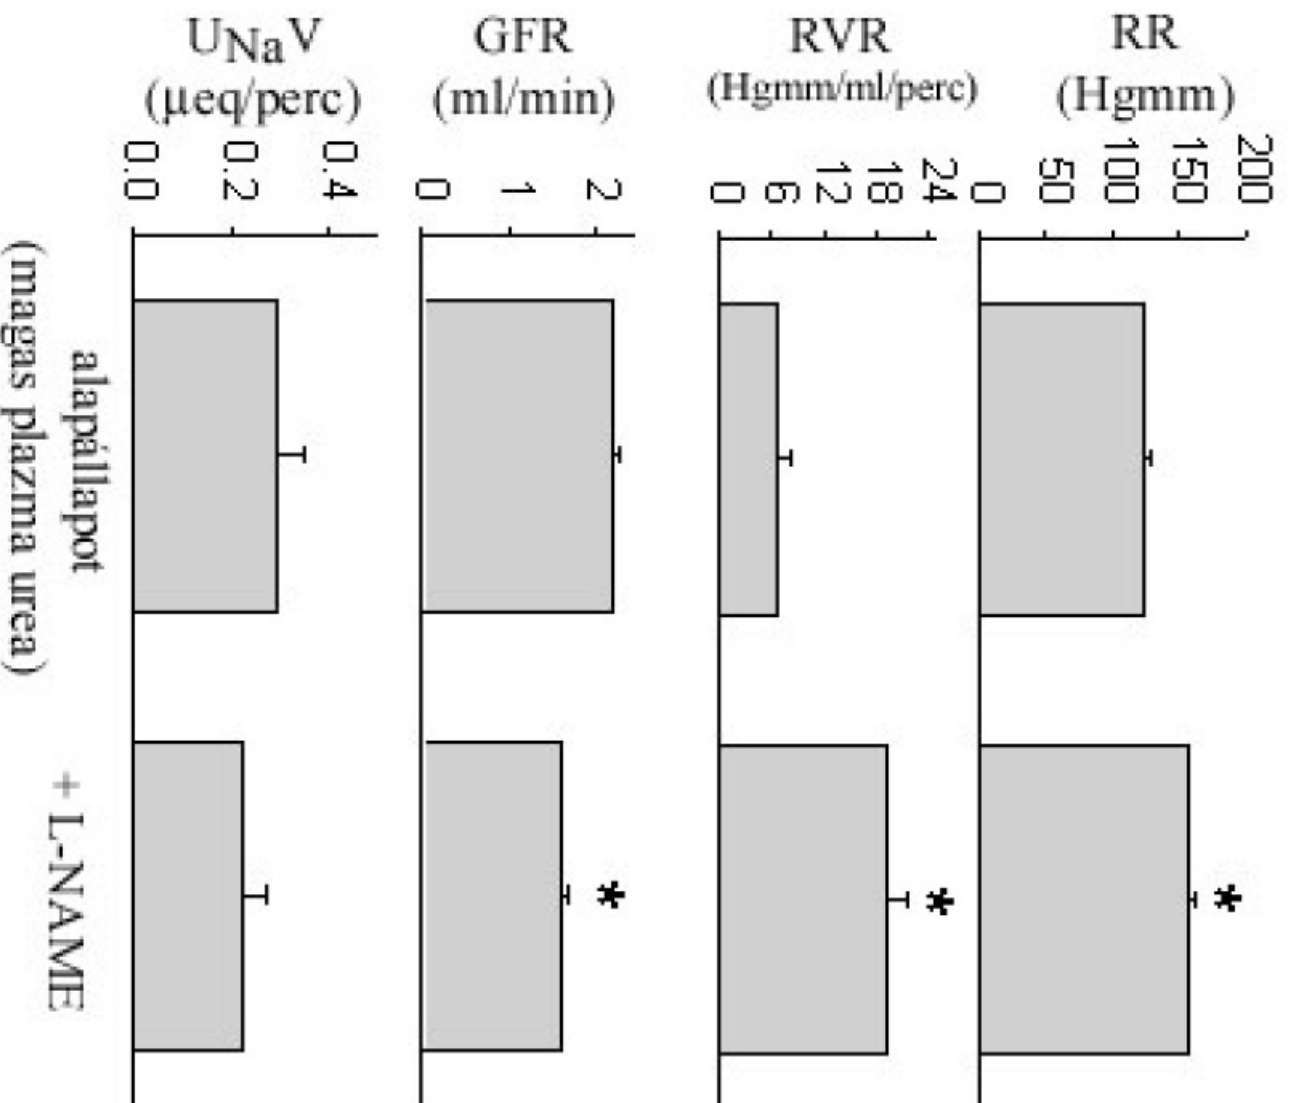 RR
(Hgmm)
200
150
100
50
0
RVR
(Hgmm/ml/perc)
24
18
12
6
0
GFR
(ml/min)
2
1
0
UNaV
(µeq/perc)
0.4
0.2
0.0
*
*
*
alapállapot
(magas plazma urea)
+ L-NAME